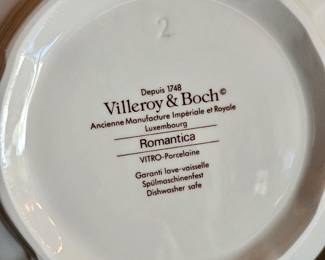 2
Depuis 1748
Villeroy & Boch©
Ancienne Manufacture Impériale et Royale
Luxembourg
Romantica
VITRO-Porcelaine
Garanti lave-vaisselle
Spülmaschinenfest
Dishwasher safe